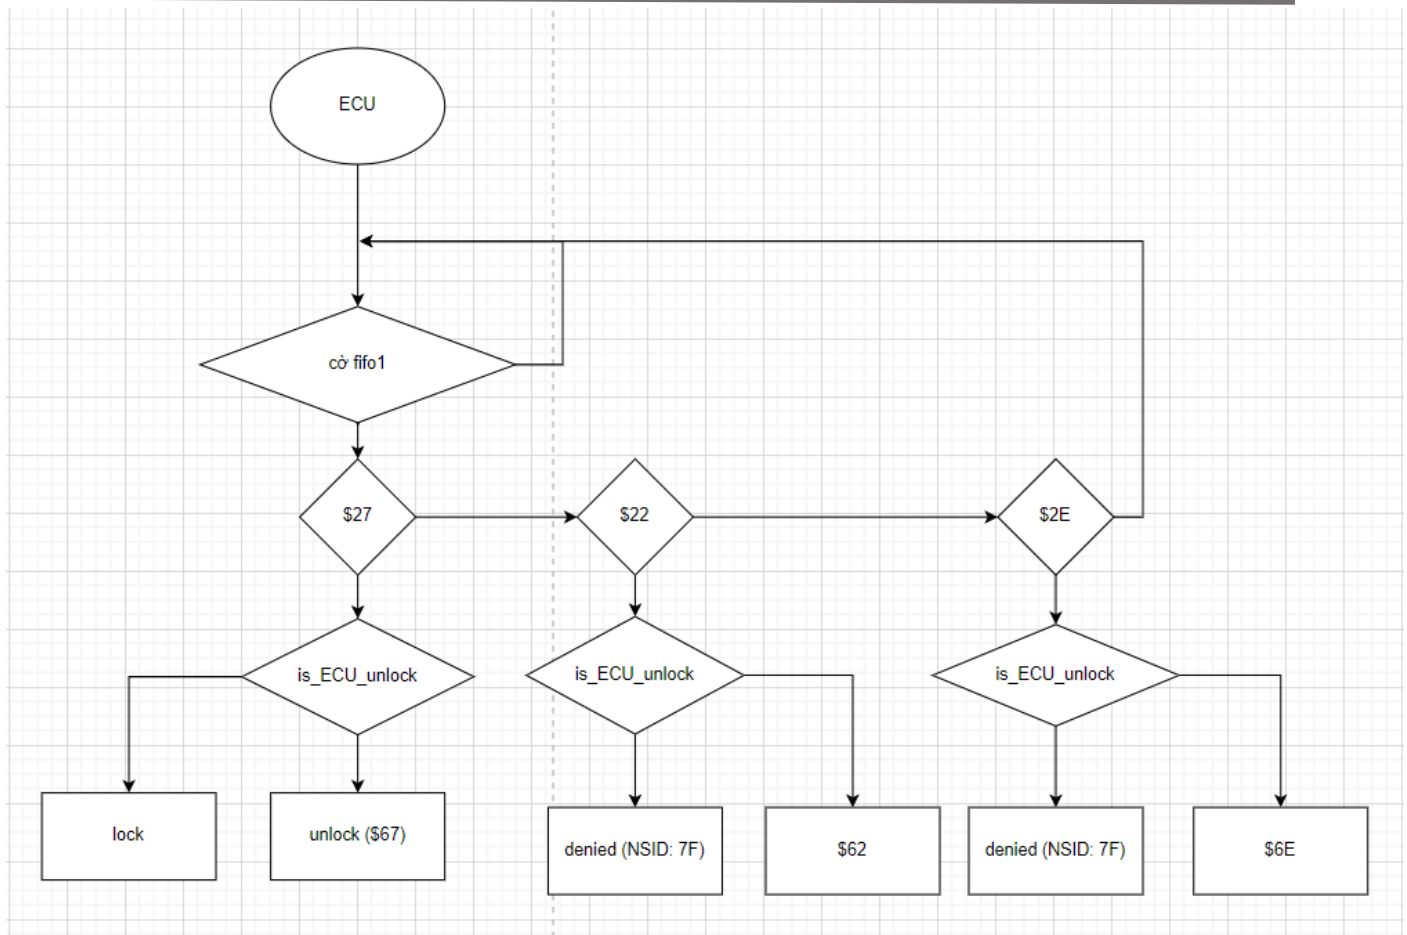 ECU
cờ fifo1
$27
$22
$2E
is_ECU_unlock
is_ECU_unlock
is_ECU_unlock
lock
unlock ($67)
denied (NSID: 7F)
$62
denied (NSID: 7F)
$6E